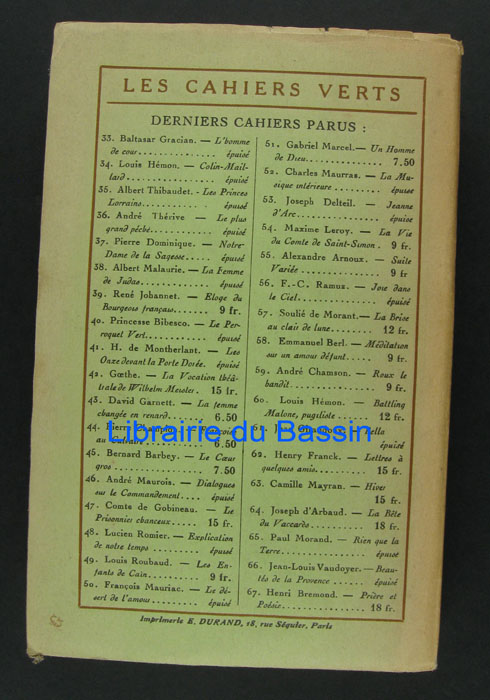 LES CAHIERS VERTS
DERNIERS CAHIERS PARUS :
33. Baltasar Gracian. — L'homme
de cour.............. épuisé
34. Louis Hémon. — Colin-Mail-
lard................. épuisé
35. Albert Thibaudet. - Les Princes
Lorrains............. épuisé
36. André Thérive — Le plus
grand péché.......... épuisé
37. Pierre Dominique. — Notre-
Dame de la Sagesse.... épuisé
38. Albert Malaurie. — La Femme
de Judas............. épuisé
39. René Johannet. — Eloge du
Bourgeois français....... 9 fr.
40. Princesse Bibesco. — Le Per-
roquet Vert........... épuisé
41. H. de Montherlant. — Les
Onze devant la Porte Dorée. épuisé
42. Gœthe. — La Vocation théâ-
trale de Wilhelm Meister. 15 fr.
43. David Garnett. — La femme
changée en renard....... 6.50
44. Pierre
au 6.50
45. Bernard Barbey. — Le Cœur
gros................. 7.50
46. André Maurois. — Dialogues
sur le Commandement.... épuisé
47. Comte de Gobineau. — Le
Prisonnier chanceux..... 15 fr.
48. Lucien Romier. — Explication
de notre temps ........ épuisé
49. Louis Roubaud. — Les En-
fants de Caïn.......... 9 fr.
50. François Mauriac. — Le dé-
sert de l'amour........ épuisé
51. Gabriel Marcel. — Un Homme
de Dieu.............. 7.50
52. Charles Maurras. — La Mu-
sique intérieure........ épuisé
53. Joseph Delteil. — Jeanne
d'Arc................ épuisé
54. Maxime Leroy. — La Vie
du Comte de Saint-Simon . 9 fr.
55. Alexandre Arnoux. — Suite
Variée .............. 9 fr
56. F.-C. Ramuz. — Joie dans
le Ciel............... épuisé
57. Soulié de Morant. — La Brise
au clair de lune........ 12 fr.
58. Emmanuel Berl. — Méditation
sur un amour défunt..... 9 fr.
59. André Chamson. — Roux le
bandit............... 9 fr.
60. Louis Hémon. — Battling
Malone, pugiliste ....... 12 fr.
61. ella
épuisé
62. Henry Franck. — Lettres à
quelques amis.......... 15 fr.
63. Camille Mayran. — Hiver
15 fr.
64. Joseph d'Arbaud. — La Bête
du Vaccarès........... 18 fr.
65. Paul Morand. — Rien que la
Terre................ épuisé
66. Jean-Louis Vaudoyer. — Beau-
tés de la Provence ..... épuisé
67. Henri Bremond. — Prière et
Poésie............... 18 fr.
Librairie du Bassin
Imprimerie E. DURAND, 18, rue Séguier, Paris